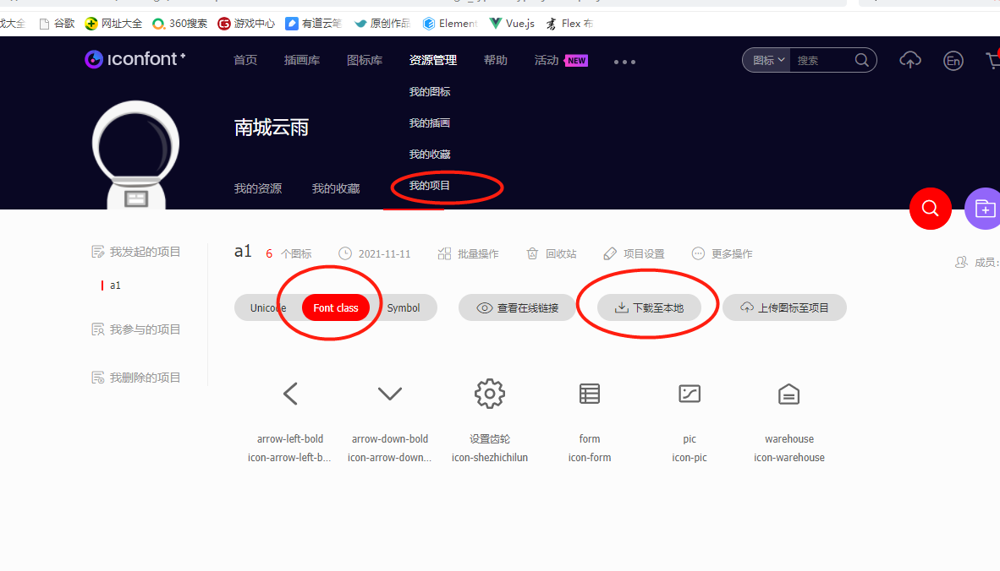 戏大全 谷歌 网址大全 360搜索 游戏中心 有道云笔 原创作品 Element Vue.js Flex 布
iconfont+ 首页 插画库 图标库 资源管理 帮助 活动 NEW 图标 搜索 En
我的图标
我的插画
南城云雨
我的收藏
我的资源 我的收藏 我的项目
我发起的项目 a1 6 个图标 2021-11-11 批量操作 回收站 项目设置 更多操作 成员:
a1
Unicode Font class Symbol 查看在线链接 下载至本地 上传图标至项目
我参与的项目
我删除的项目
arrow-left-bold arrow-down-bold 设置齿轮 form pic warehouse
icon-arrow-left-b... icon-arrow-down... icon-shezhichilun icon-form icon-pic icon-warehouse